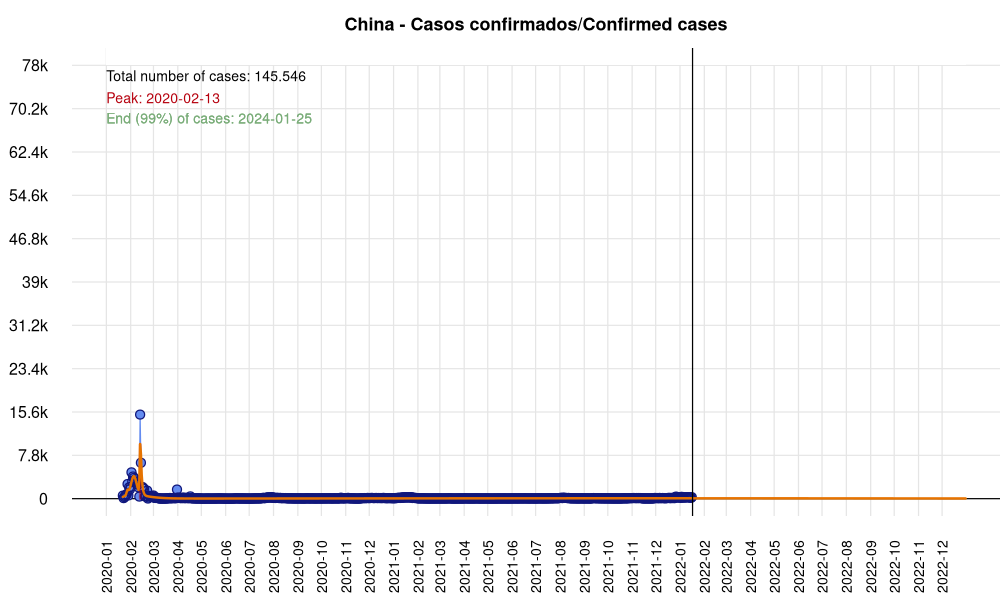 China - Casos confirmados/Confirmed cases
Total number of cases: 145.546
Peak: 2020-02-13
End (99%) of cases: 2024-01-25
78k
70.2k
62.4k
54.6k
46.8k
39k
31.2k
23.4k
15.6k
7.8k
0
2020-01
2020-02
2020-03
2020-04
2020-05
2020-06
2020-07
2020-08
2020-09
2020-10
2020-11
2020-12
2021-01
2021-02
2021-03
2021-04
2021-05
2021-06
2021-07
2021-08
2021-09
2021-10
2021-11
2021-12
2022-01
2022-02
2022-03
2022-04
2022-05
2022-06
2022-07
2022-08
2022-09
2022-10
2022-11
2022-12